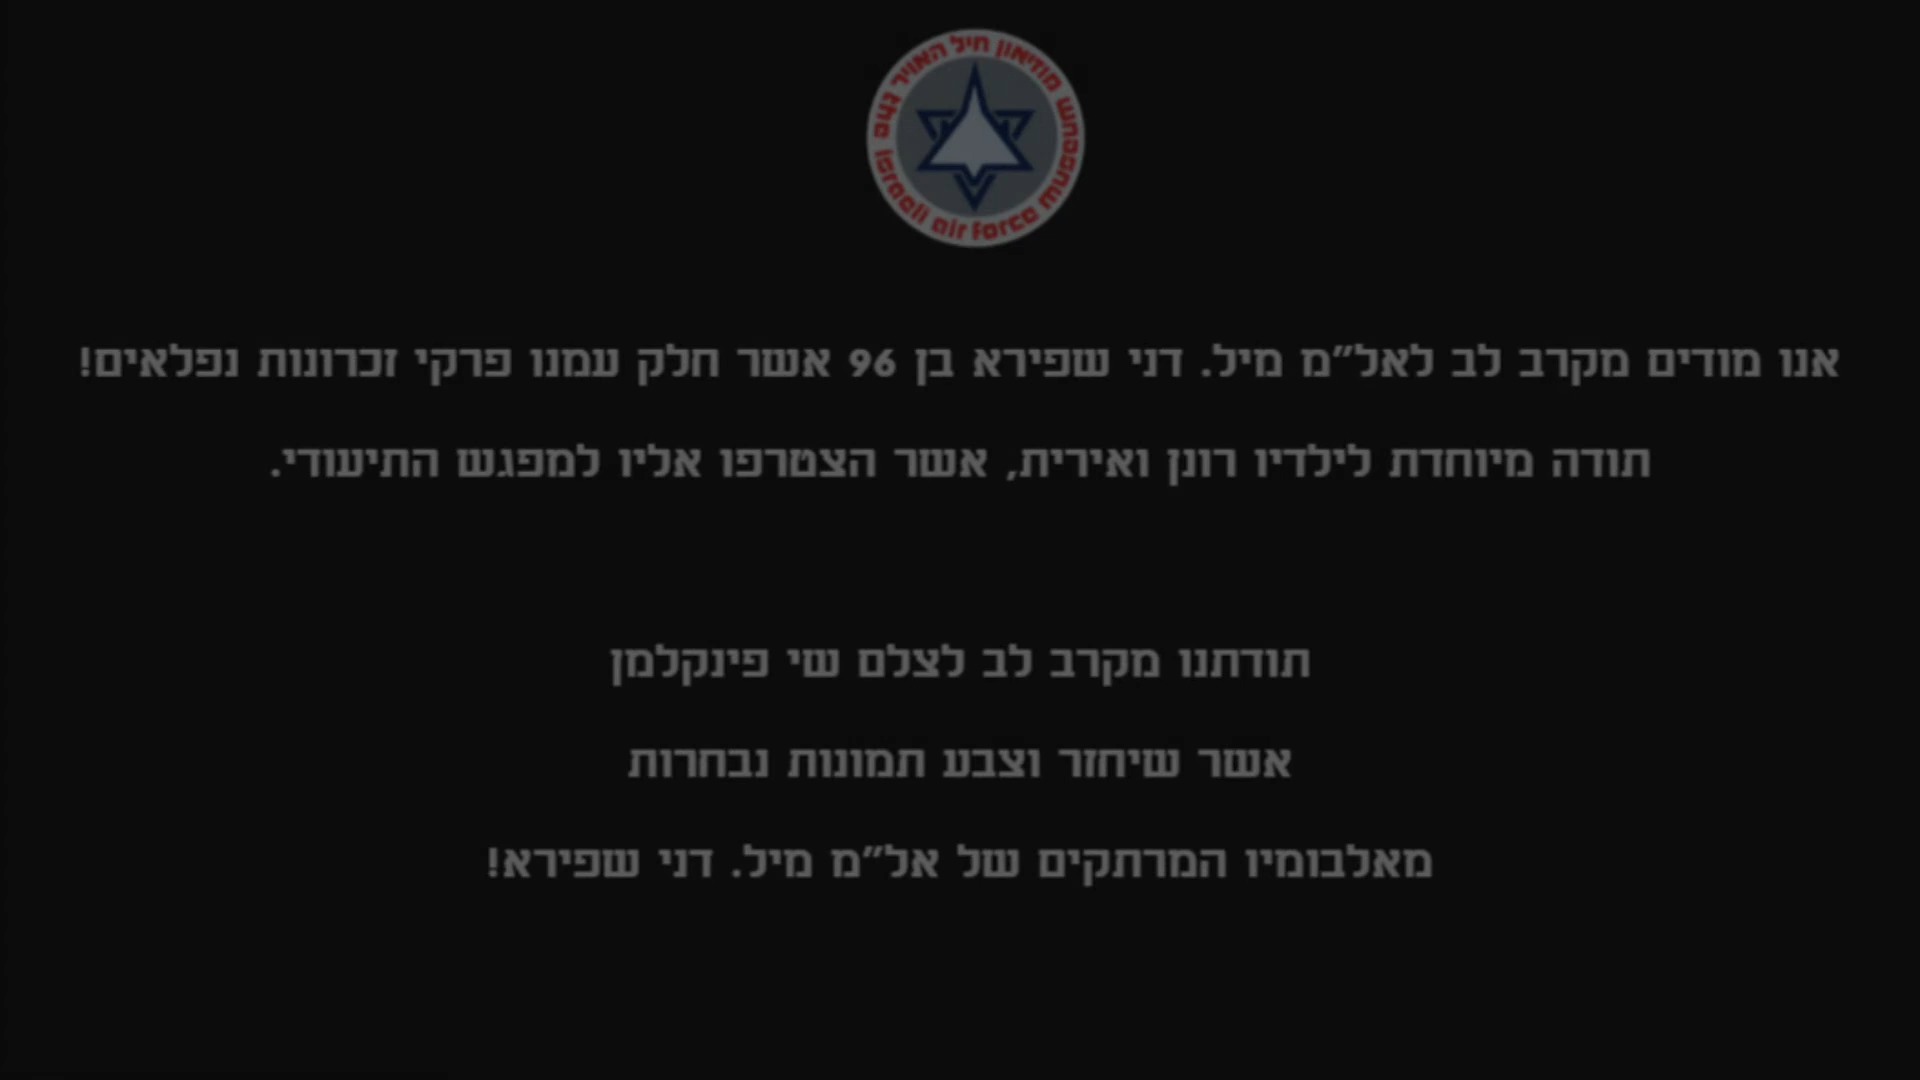 מוזיאון חיל האויר
israeli air force museum
אנו מודים מקרב לב לאל״מ מיל. דני שפירא בן 96 אשר חלק עמנו פרקי זכרונות נפלאים!
תודה מיוחדת לילדיו רונן ואירית, אשר הצטרפו אליו למפגש התיעודי.
תודתנו מקרב לב לצלם שי פינקלמן
אשר שיחזר וצבע תמונות נבחרות
מאלבומיו המרתקים של אל״מ מיל. דני שפירא!